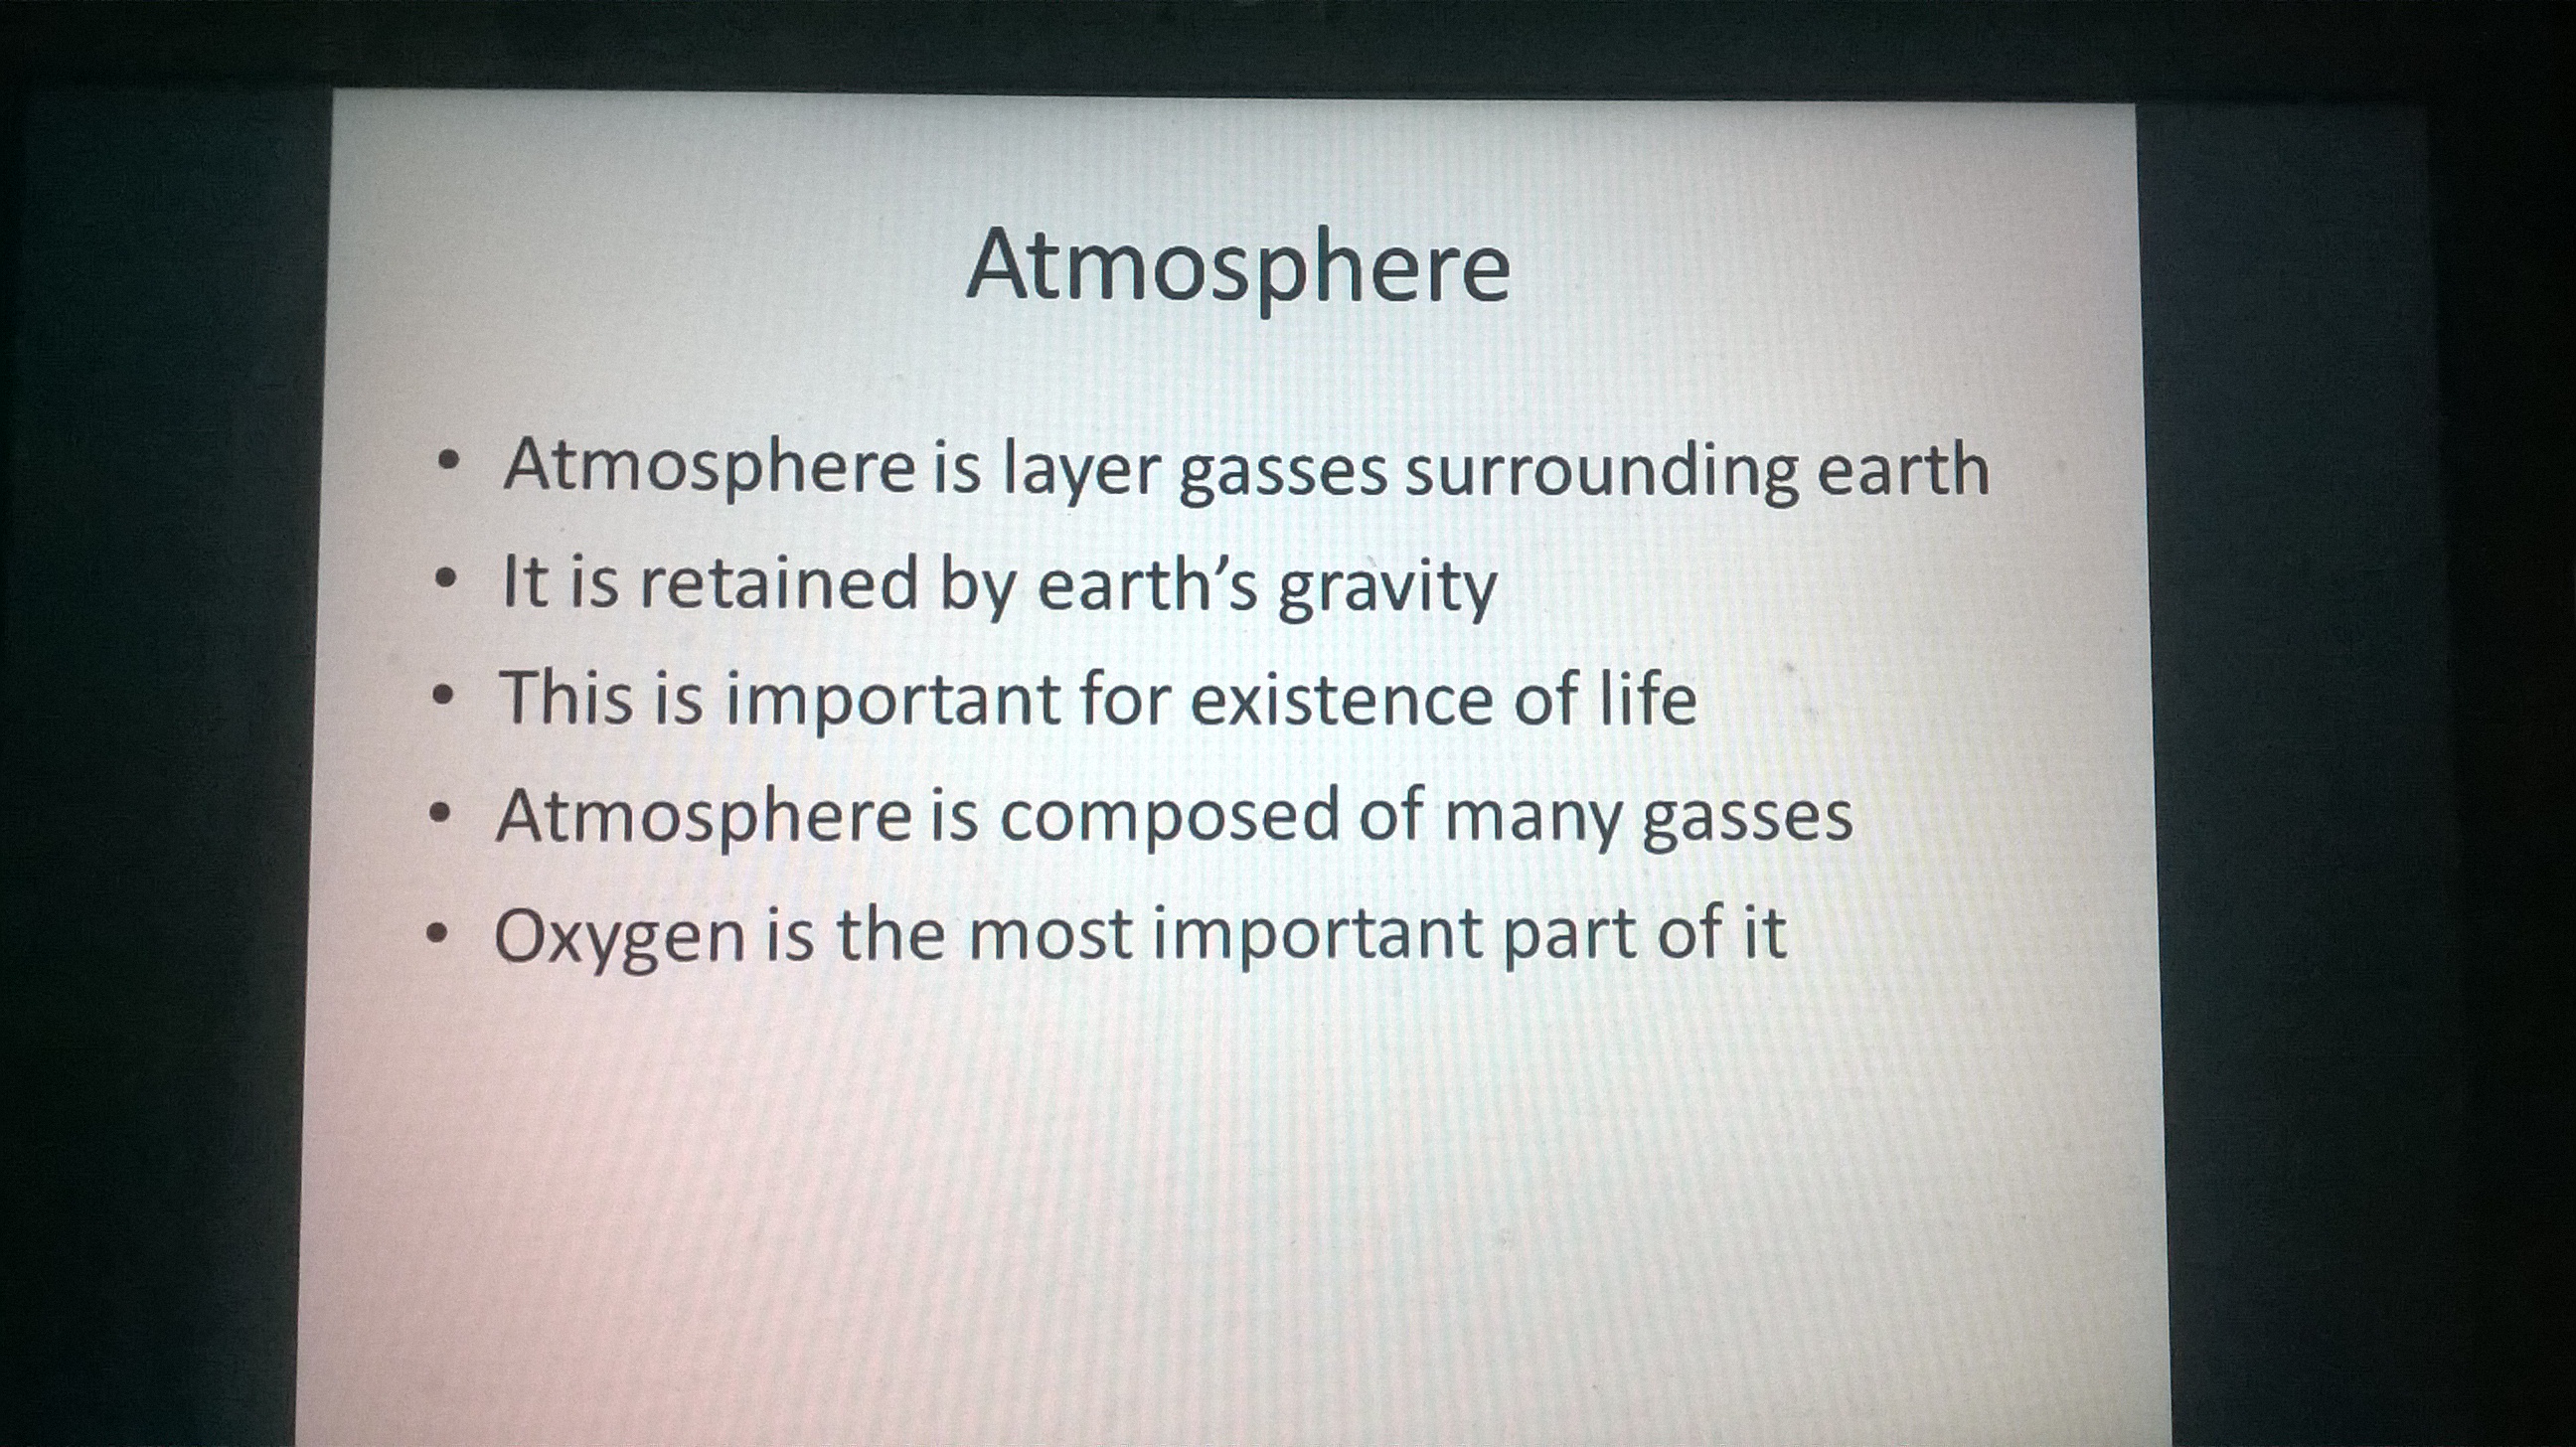 Atmosphere
• Atmosphere is layer gasses surrounding earth
• It is retained by earth’s gravity
• This is important for existence of life
• Atmosphere is composed of many gasses
• Oxygen is the most important part of it